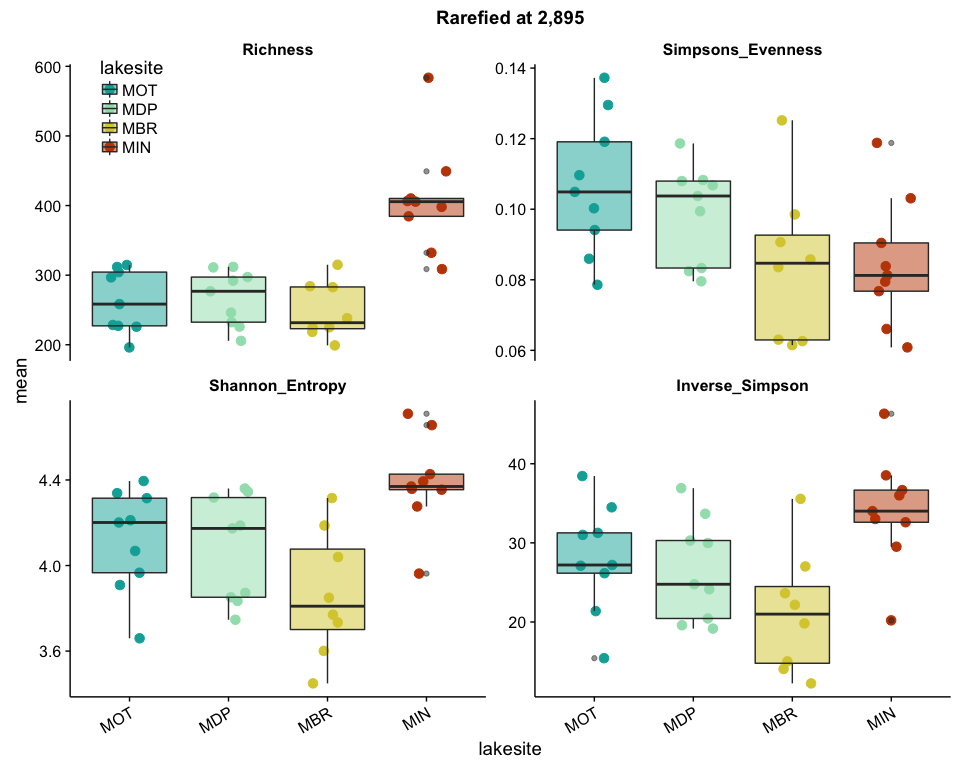 Rarefied at 2,895
Richness
Simpsons_Evenness
600
500
400
300
200
lakesite
MOT
MDP
MBR
MIN
0.14
0.12
0.10
0.08
0.06
mean
Shannon_Entropy
Inverse_Simpson
4.4
4.0
3.6
40
30
20
MOT
MDP
MBR
MIN
MOT
MDP
MBR
MIN
lakesite